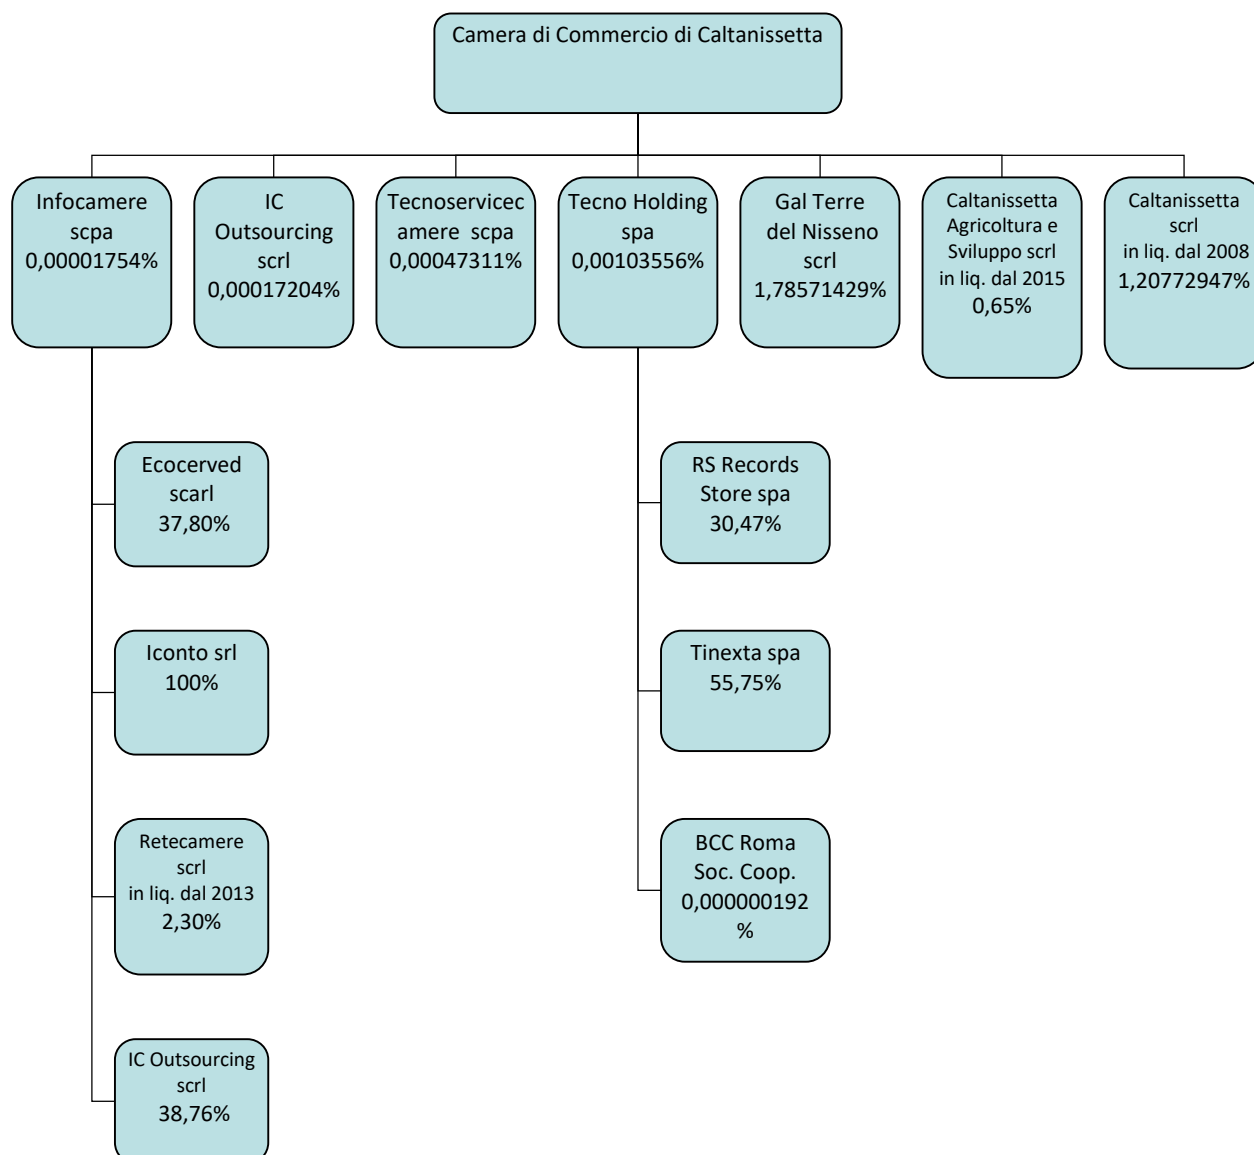 Camera di Commercio di Caltanissetta
Infocamere
scpa
0,00001754%
IC
Outsourcing
scrl
0,00017204%
Tecnoservicec
amere scpa
0,00047311%
Tecno Holding
spa
0,00103556%
Gal Terre
del Nisseno
scrl
1,78571429%
Caltanissetta
Agricoltura e
Sviluppo scrl
in liq. dal 2015
0,65%
Caltanissetta
scrl
in liq. dal 2008
1,20772947%
Ecocerved
scarl
37,80%
RS Records
Store spa
30,47%
Iconto srl
100%
Tinexta spa
55,75%
Retecamere
scrl
in liq. dal 2013
2,30%
BCC Roma
Soc. Coop.
0,000000192
%
IC Outsourcing
scrl
38,76%